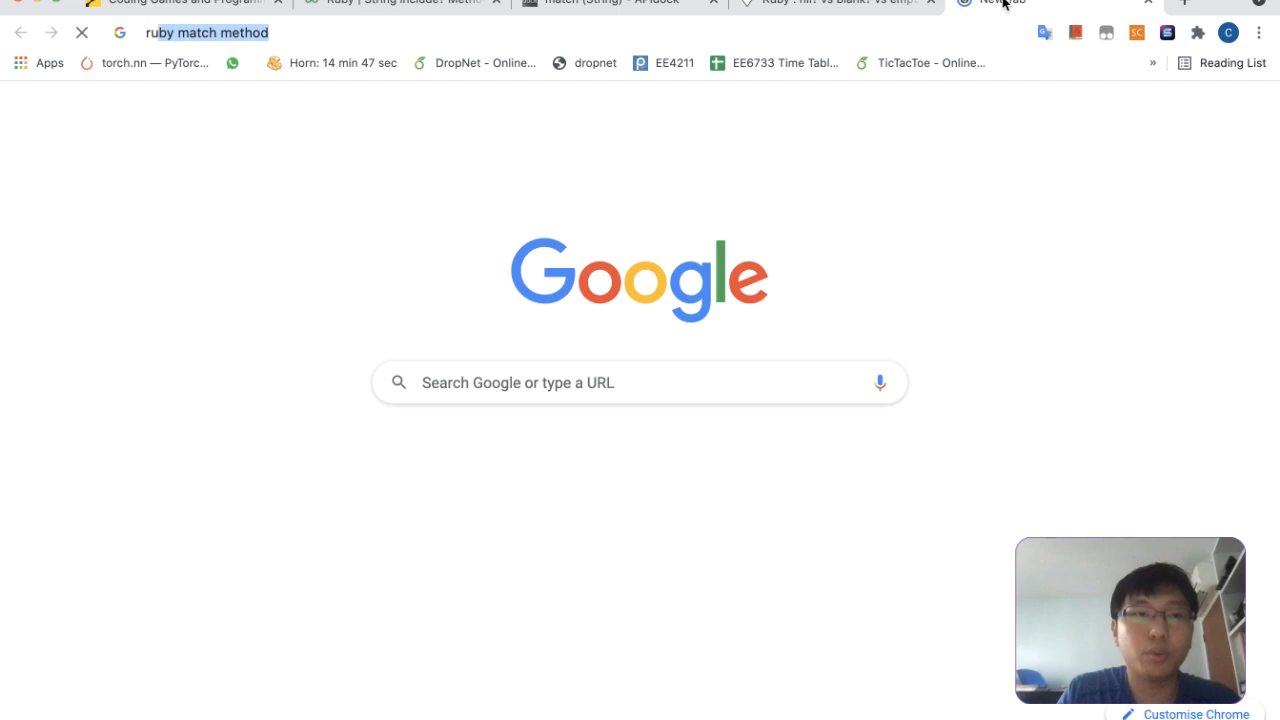 Coding Games and Program
Ruby | String include? Meth
match (String) - APIdock
Ruby : nil? vs blank? vs emp
New Tab
ruby match method
SC
C
Apps
torch.nn — PyTorc...
Horn: 14 min 47 sec
DropNet - Online...
dropnet
EE4211
EE6733 Time Tabl...
TicTacToe - Online...
»
Reading List
Google
Search Google or type a URL
Customise Chrome